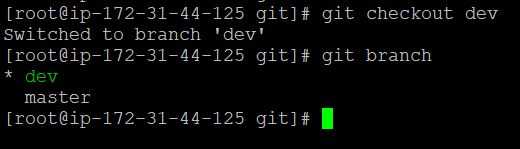 [root@ip-172-31-44-125 git]# git checkout dev
Switched to branch 'dev'
[root@ip-172-31-44-125 git]# git branch
* dev
  master
[root@ip-172-31-44-125 git]#